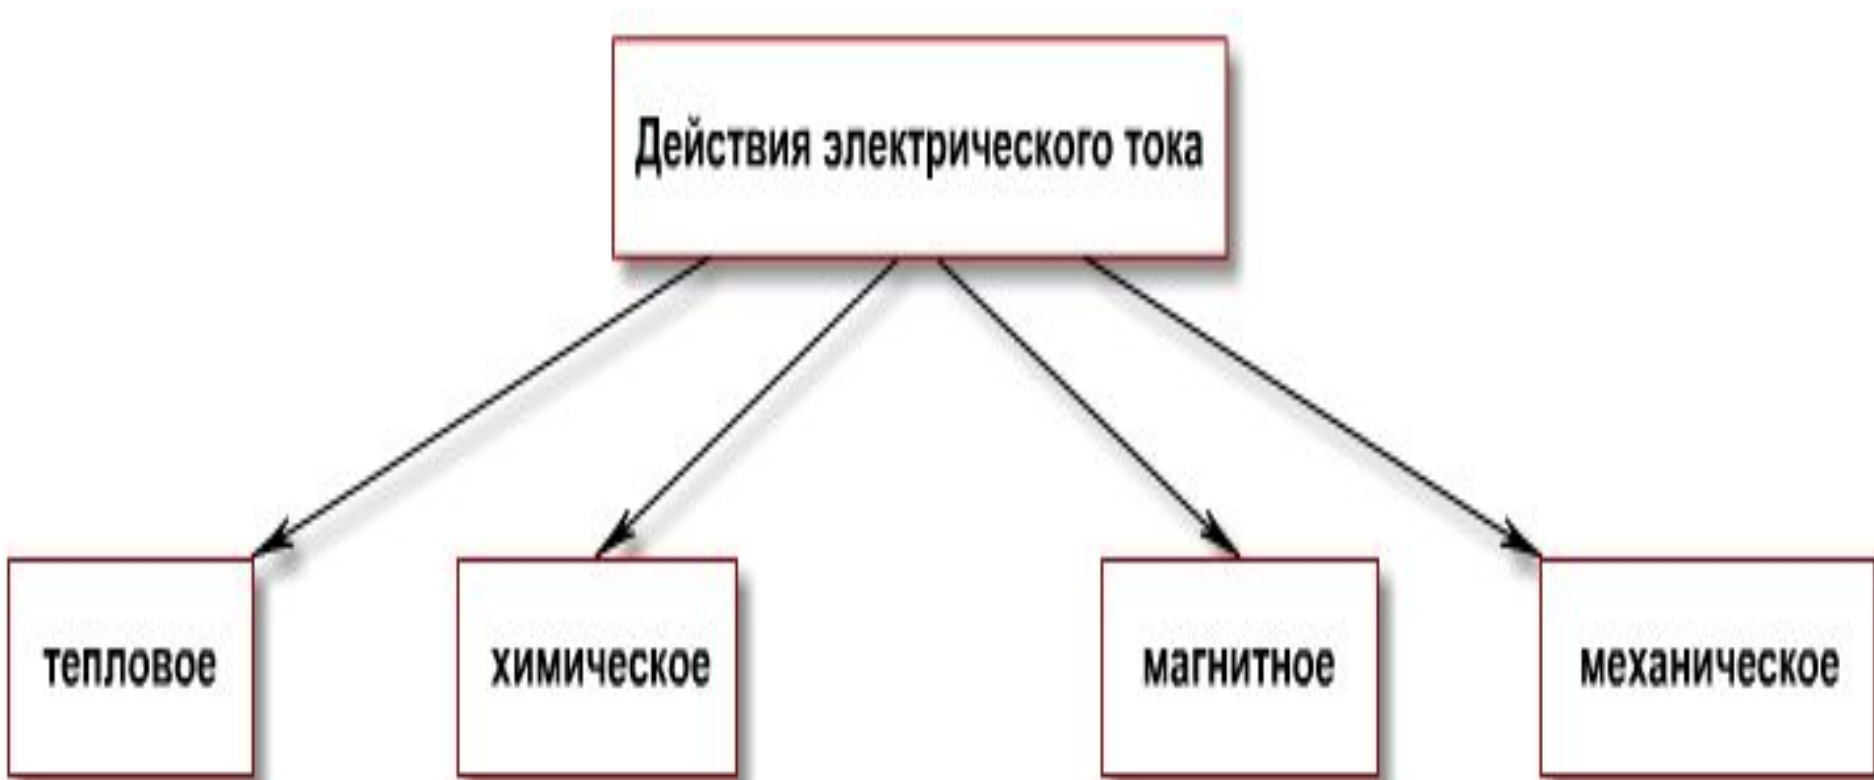 Действия электрического тока
тепловое
химическое
магнитное
механическое